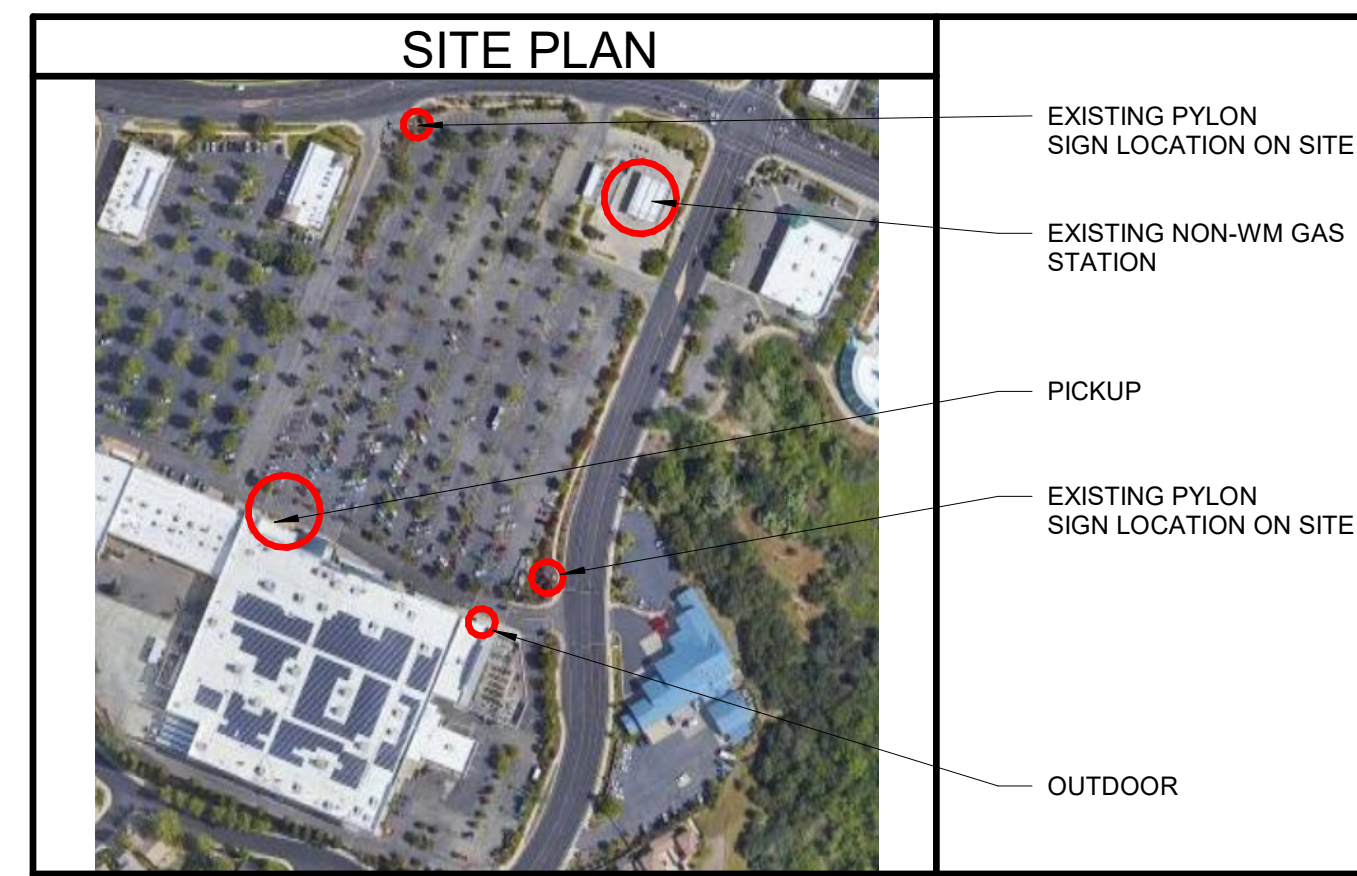 SITE PLAN
EXISTING PYLON
SIGN LOCATION ON SITE
EXISTING NON-WM GAS
STATION
PICKUP
EXISTING PYLON
SIGN LOCATION ON SITE
OUTDOOR